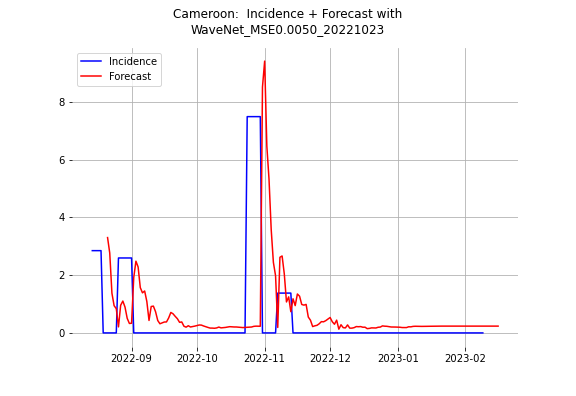 Cameroon:  Incidence + Forecast with
WaveNet_MSE0.0050_20221023
Incidence
Forecast
8
6
4
2
0
2022-09
2022-10
2022-11
2022-12
2023-01
2023-02